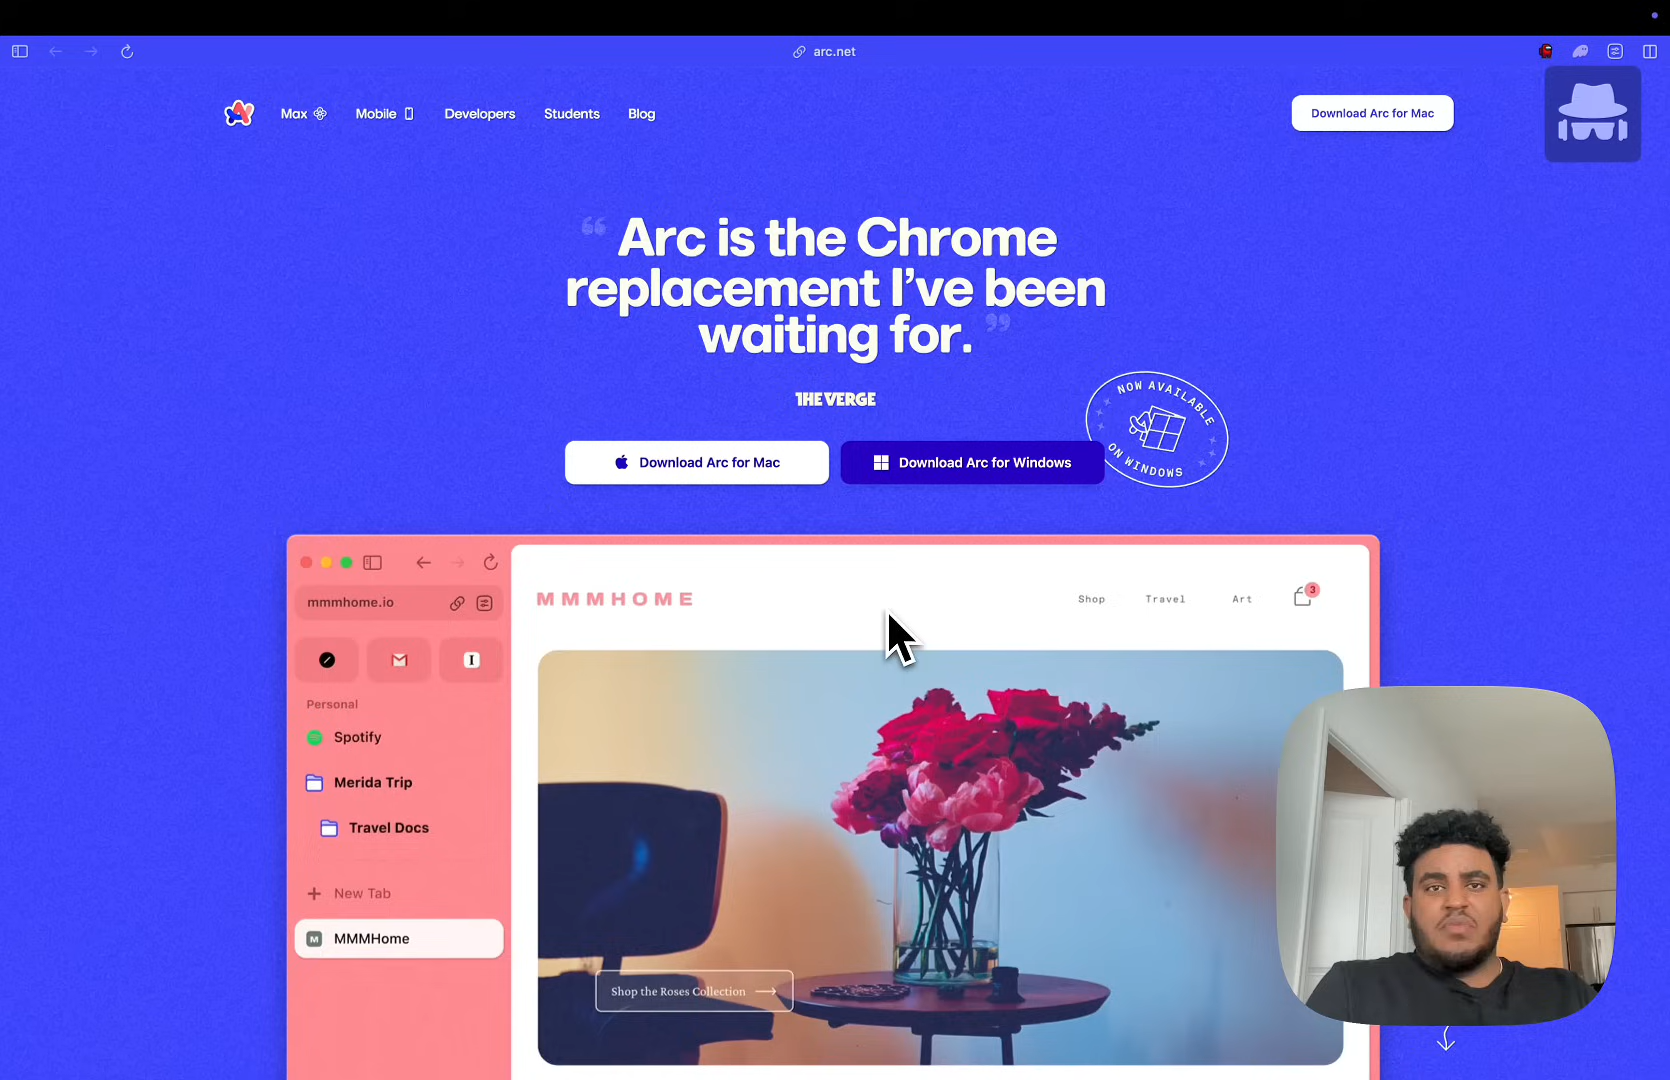 arc.net
Max
Mobile
Developers
Students
Blog
Download Arc for Mac
“ Arc is the Chrome
replacement I’ve been
waiting for. ”
THE VERGE
NOW AVAILABLE
ON WINDOWS
Download Arc for Mac
Download Arc for Windows
mmmhome.io
MMMHOME
Shop
Travel
Art
3
I
Personal
Spotify
Merida Trip
Travel Docs
+ New Tab
M
MMMHome
Shop the Roses Collection